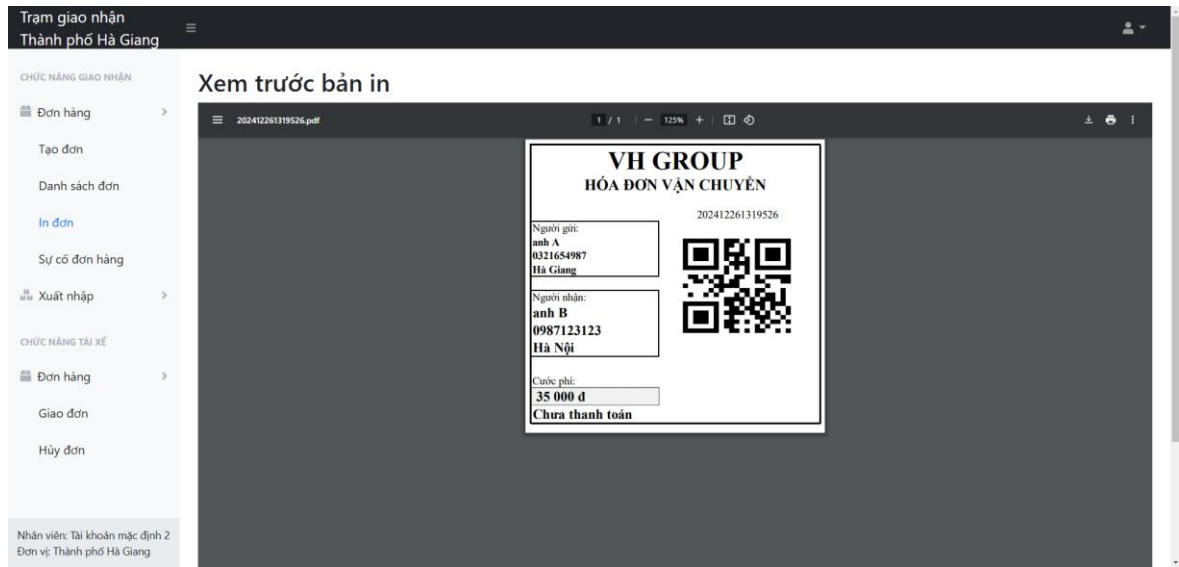 Trạm giao nhận
Thành phố Hà Giang
CHỨC NĂNG GIAO NHẬN
Đơn hàng
Tạo đơn
Danh sách đơn
In đơn
Sự cố đơn hàng
Xuất nhập
CHỨC NĂNG TÀI XẾ
Đơn hàng
Giao đơn
Hủy đơn
Nhân viên: Tài khoản mặc định 2
Đơn vị: Thành phố Hà Giang
Xem trước bản in
202412261319526.pdf
1 / 1
125%
VH GROUP
HÓA ĐƠN VẬN CHUYỂN
202412261319526
Người gửi:
anh A
0321654987
Hà Giang
Người nhận:
anh B
0987123123
Hà Nội
Cước phí:
35 000 đ
Chưa thanh toán